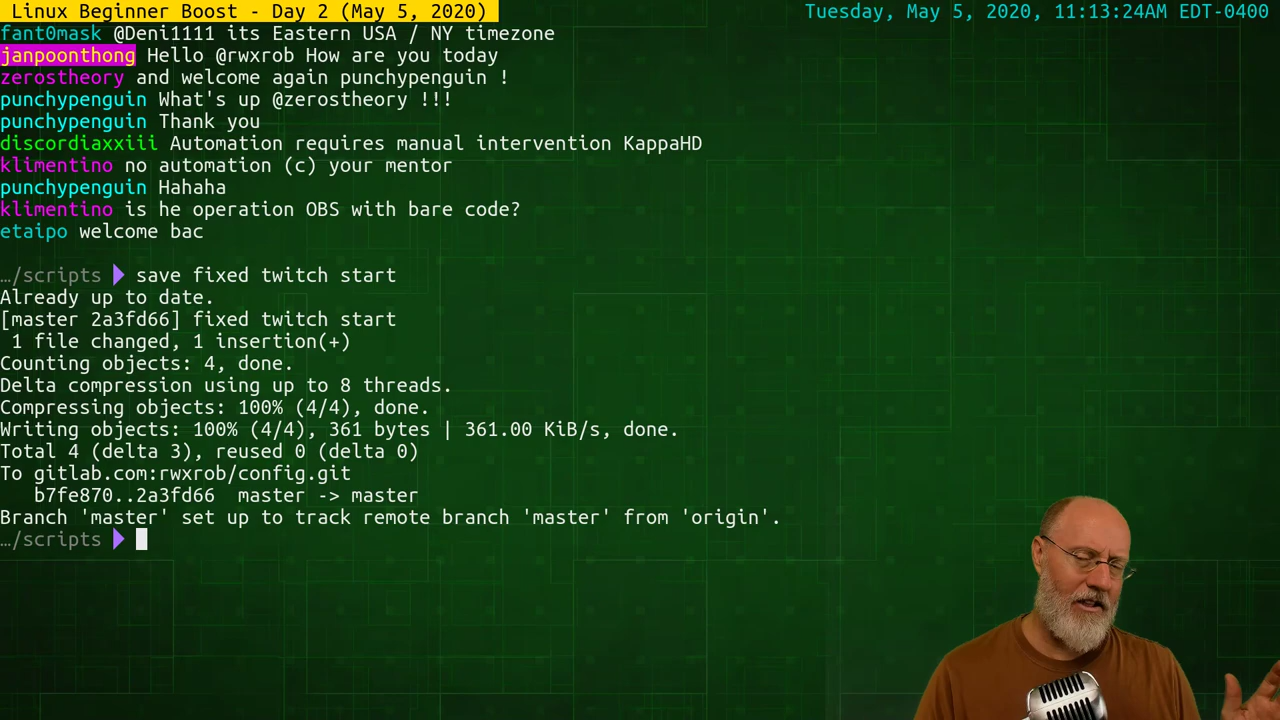 Linux Beginner Boost - Day 2 (May 5, 2020)
Tuesday, May 5, 2020, 11:13:24AM EDT-0400
fant0mask @Deni1111 its Eastern USA / NY timezone
janpoonthong Hello @rwxrob How are you today
zerostheory and welcome again punchypenguin !
punchypenguin What's up @zerostheory !!!
punchypenguin Thank you
discordiaxxiii Automation requires manual intervention KappaHD
klimentino no automation (c) your mentor
punchypenguin Hahaha
klimentino is he operation OBS with bare code?
etaipo welcome bac
…/scripts save fixed twitch start
Already up to date.
[master 2a3fd66] fixed twitch start
1 file changed, 1 insertion(+)
Counting objects: 4, done.
Delta compression using up to 8 threads.
Compressing objects: 100% (4/4), done.
Writing objects: 100% (4/4), 361 bytes | 361.00 KiB/s, done.
Total 4 (delta 3), reused 0 (delta 0)
To gitlab.com:rwxrob/config.git
b7fe870..2a3fd66 master -> master
Branch 'master' set up to track remote branch 'master' from 'origin'.
…/scripts